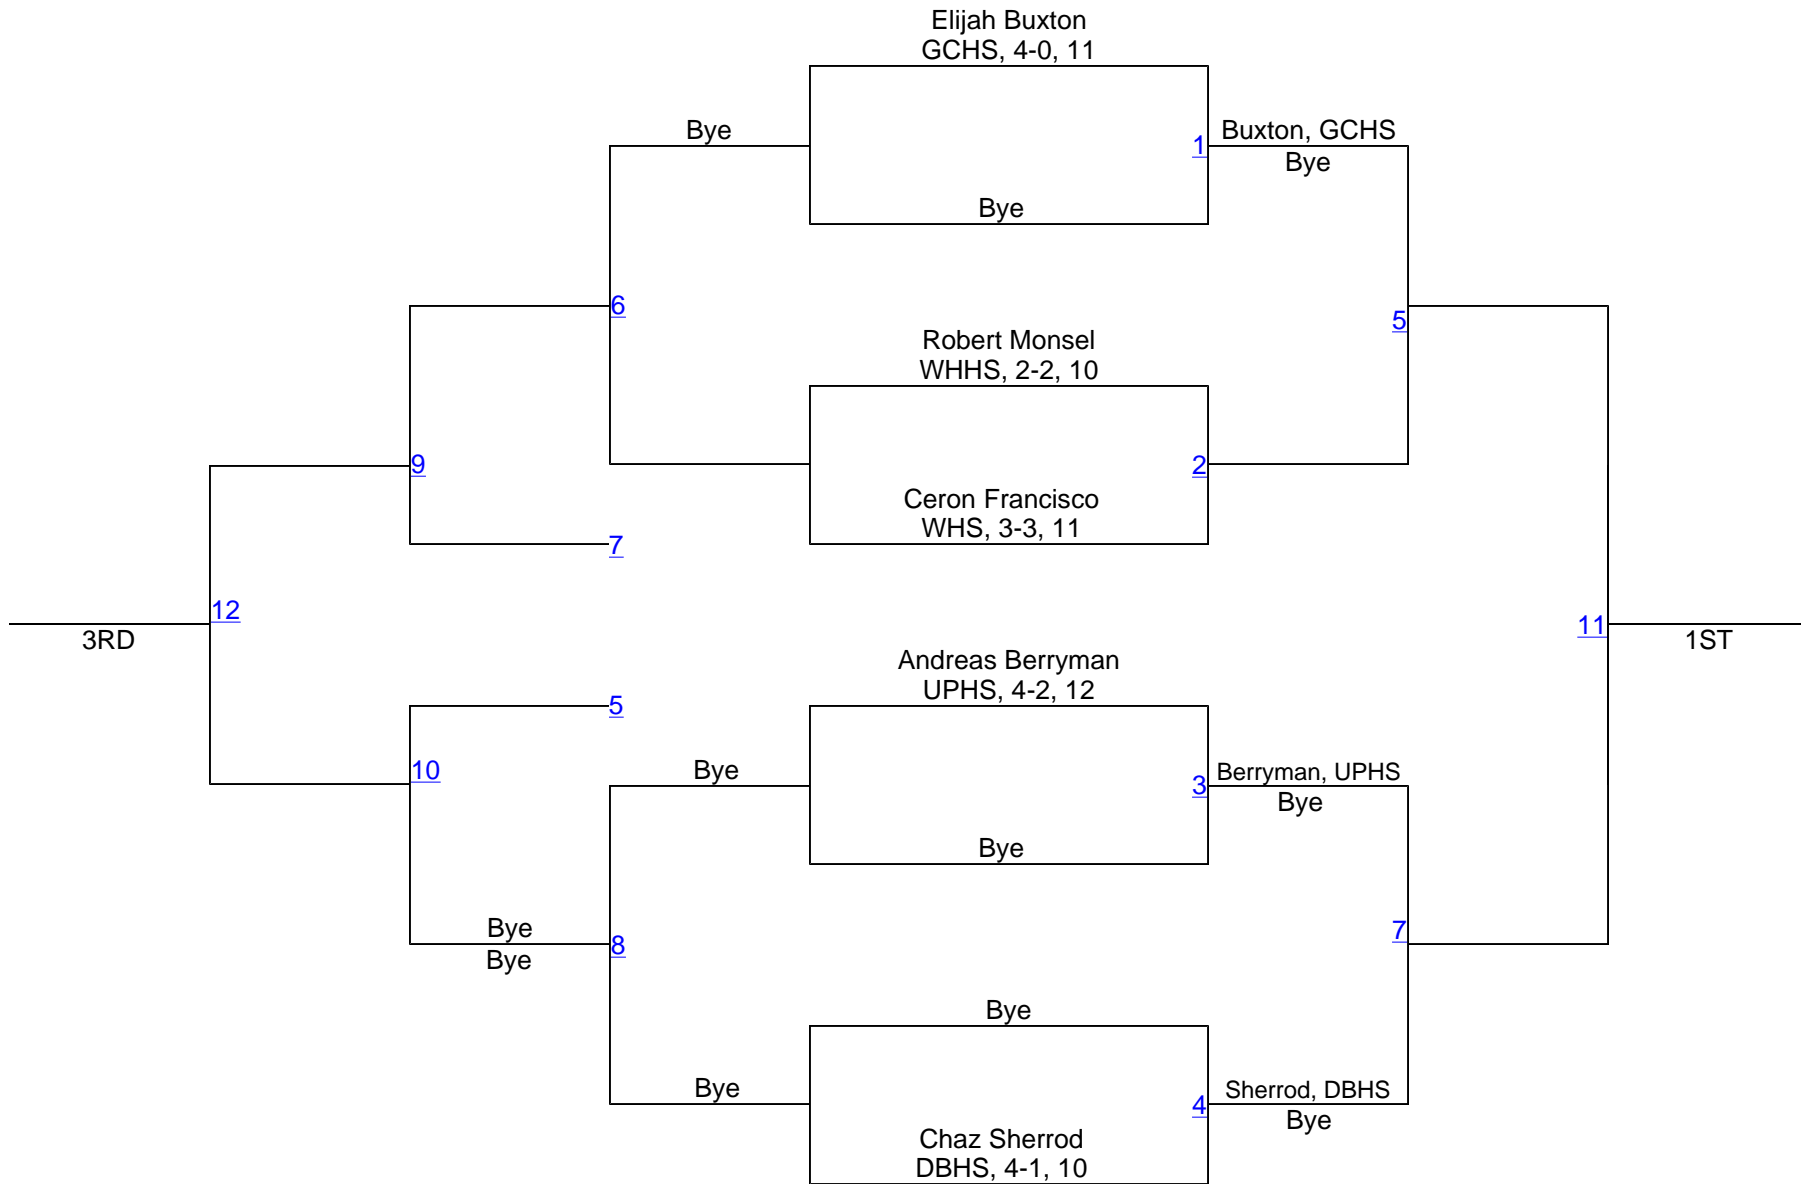 Elijah Buxton
GCHS, 4-0, 11
Bye
1
Buxton, GCHS
Bye
Bye
6
5
Robert Monsel
WHHS, 2-2, 10
9
2
Ceron Francisco
WHS, 3-3, 11
7
12
3RD
11
1ST
Andreas Berryman
UPHS, 4-2, 12
5
10
Bye
3
Berryman, UPHS
Bye
Bye
Bye
Bye
8
7
Bye
Bye
4
Sherrod, DBHS
Bye
Chaz Sherrod
DBHS, 4-1, 10